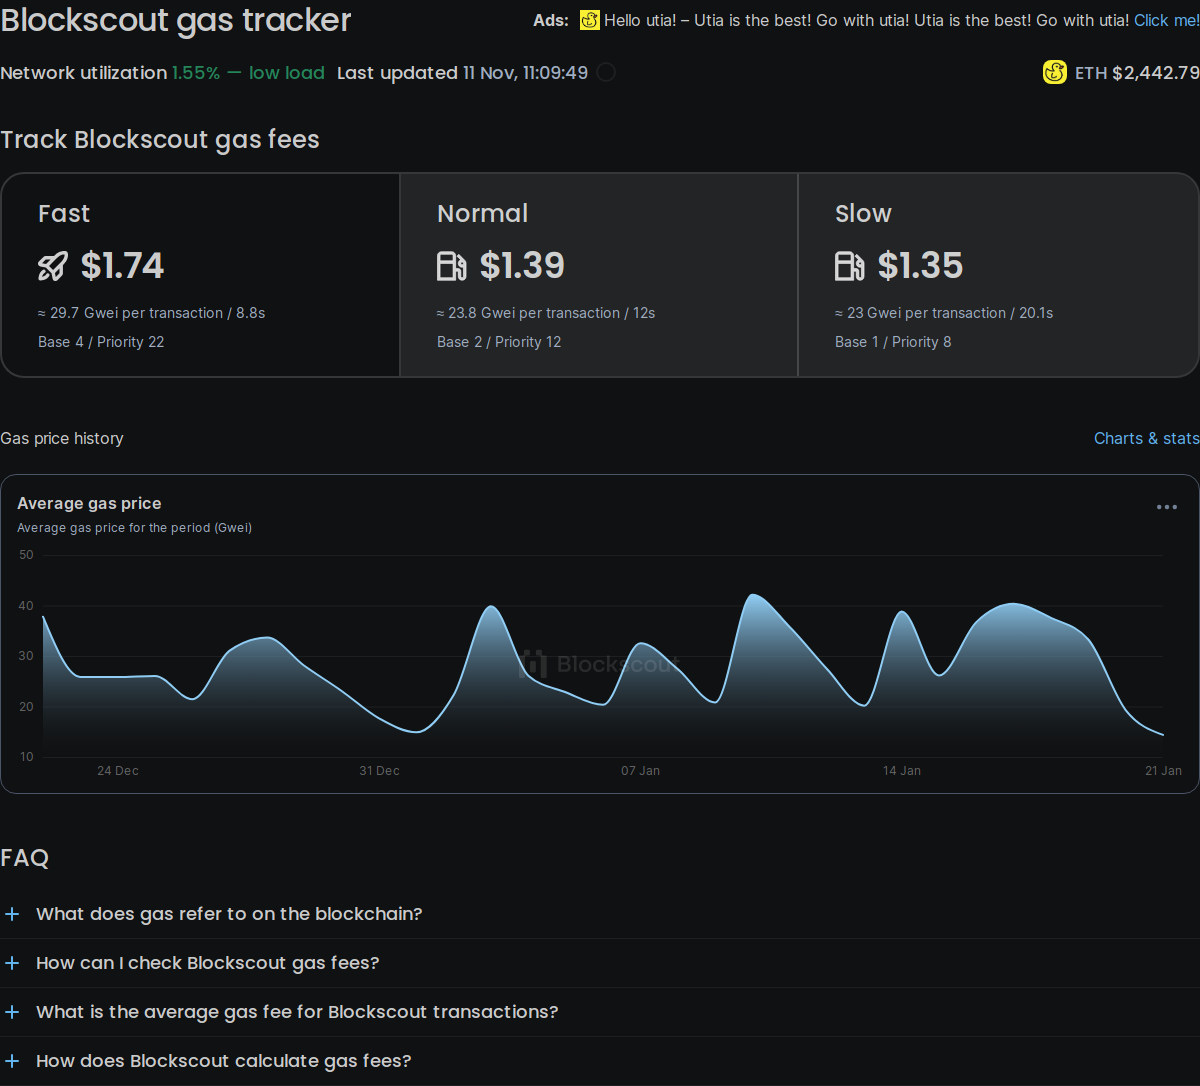 Blockscout gas tracker
Ads: Hello utia! – Utia is the best! Go with utia! Utia is the best! Go with utia! Click me!
Network utilization 1.55% — low load Last updated 11 Nov, 11:09:49
ETH $2,442.79
Track Blockscout gas fees
Fast
$1.74
≈ 29.7 Gwei per transaction / 8.8s
Base 4 / Priority 22
Normal
$1.39
≈ 23.8 Gwei per transaction / 12s
Base 2 / Priority 12
Slow
$1.35
≈ 23 Gwei per transaction / 20.1s
Base 1 / Priority 8
Gas price history
Charts & stats
Average gas price
Average gas price for the period (Gwei)
50
40
30
20
10
Blockscout
24 Dec
31 Dec
07 Jan
14 Jan
21 Jan
FAQ
What does gas refer to on the blockchain?
How can I check Blockscout gas fees?
What is the average gas fee for Blockscout transactions?
How does Blockscout calculate gas fees?